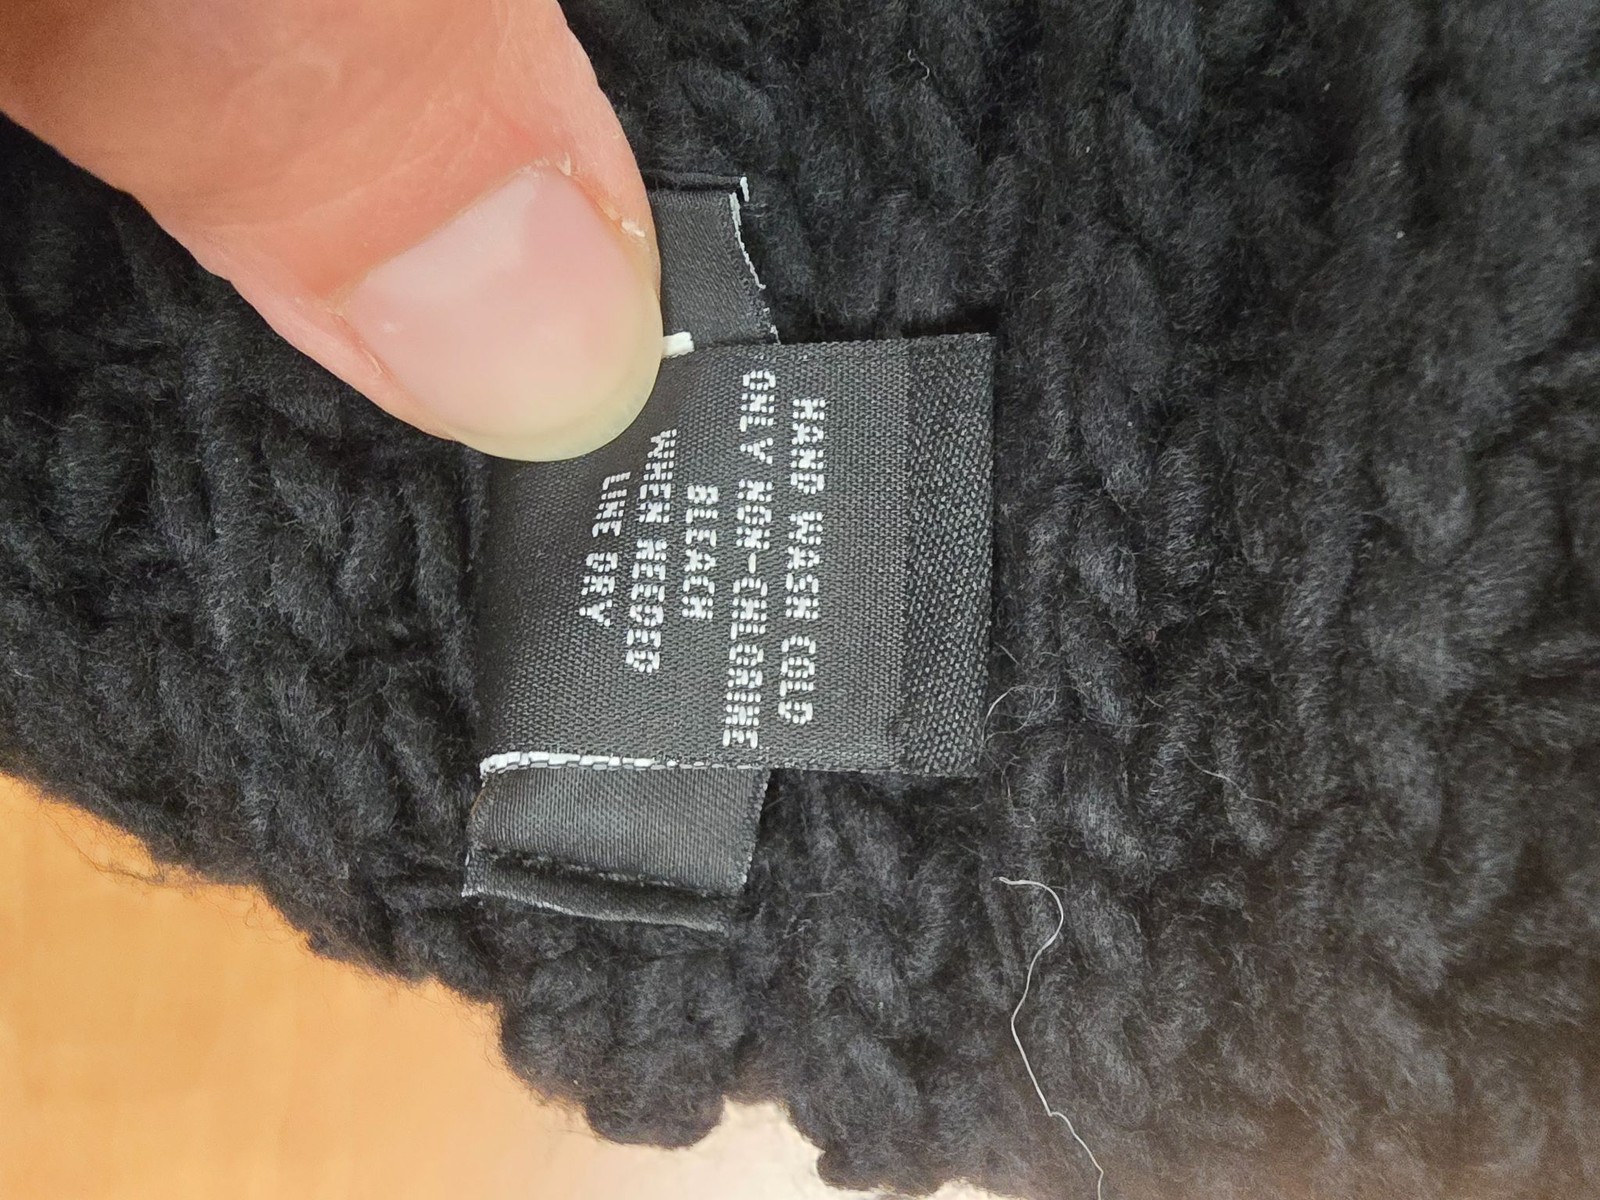 HAND WASH COLD
ONLY NON-CHLORINE
BLEACH
WHEN NEEDED
LINE DRY